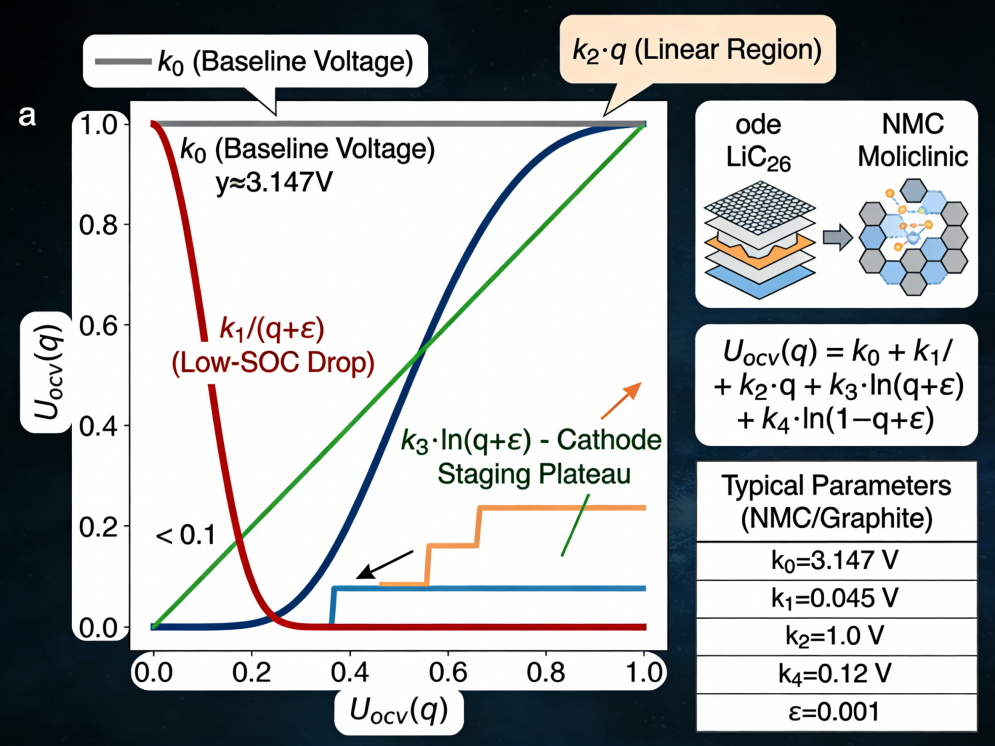 k₀ (Baseline Voltage)
k₂·q (Linear Region)
a
k₀ (Baseline Voltage)
y≈3.147V
k₁/(q+ε)
(Low-SOC Drop)
k₃·ln(q+ε) - Cathode
Staging Plateau
< 0.1
1.0
0.8
0.6
0.4
0.2
0.0
U_ocv(q)
0.0 0.2 0.4 0.6 0.8 1.0
U_ocv(q)
ode NMC
LiC₂₆ Moliclinic
U_ocv(q) = k₀ + k₁/
+ k₂·q + k₃·ln(q+ε)
+ k₄·ln(1−q+ε)
Typical Parameters
(NMC/Graphite)
k₀=3.147 V
k₁=0.045 V
k₂=1.0 V
k₄=0.12 V
ε=0.001